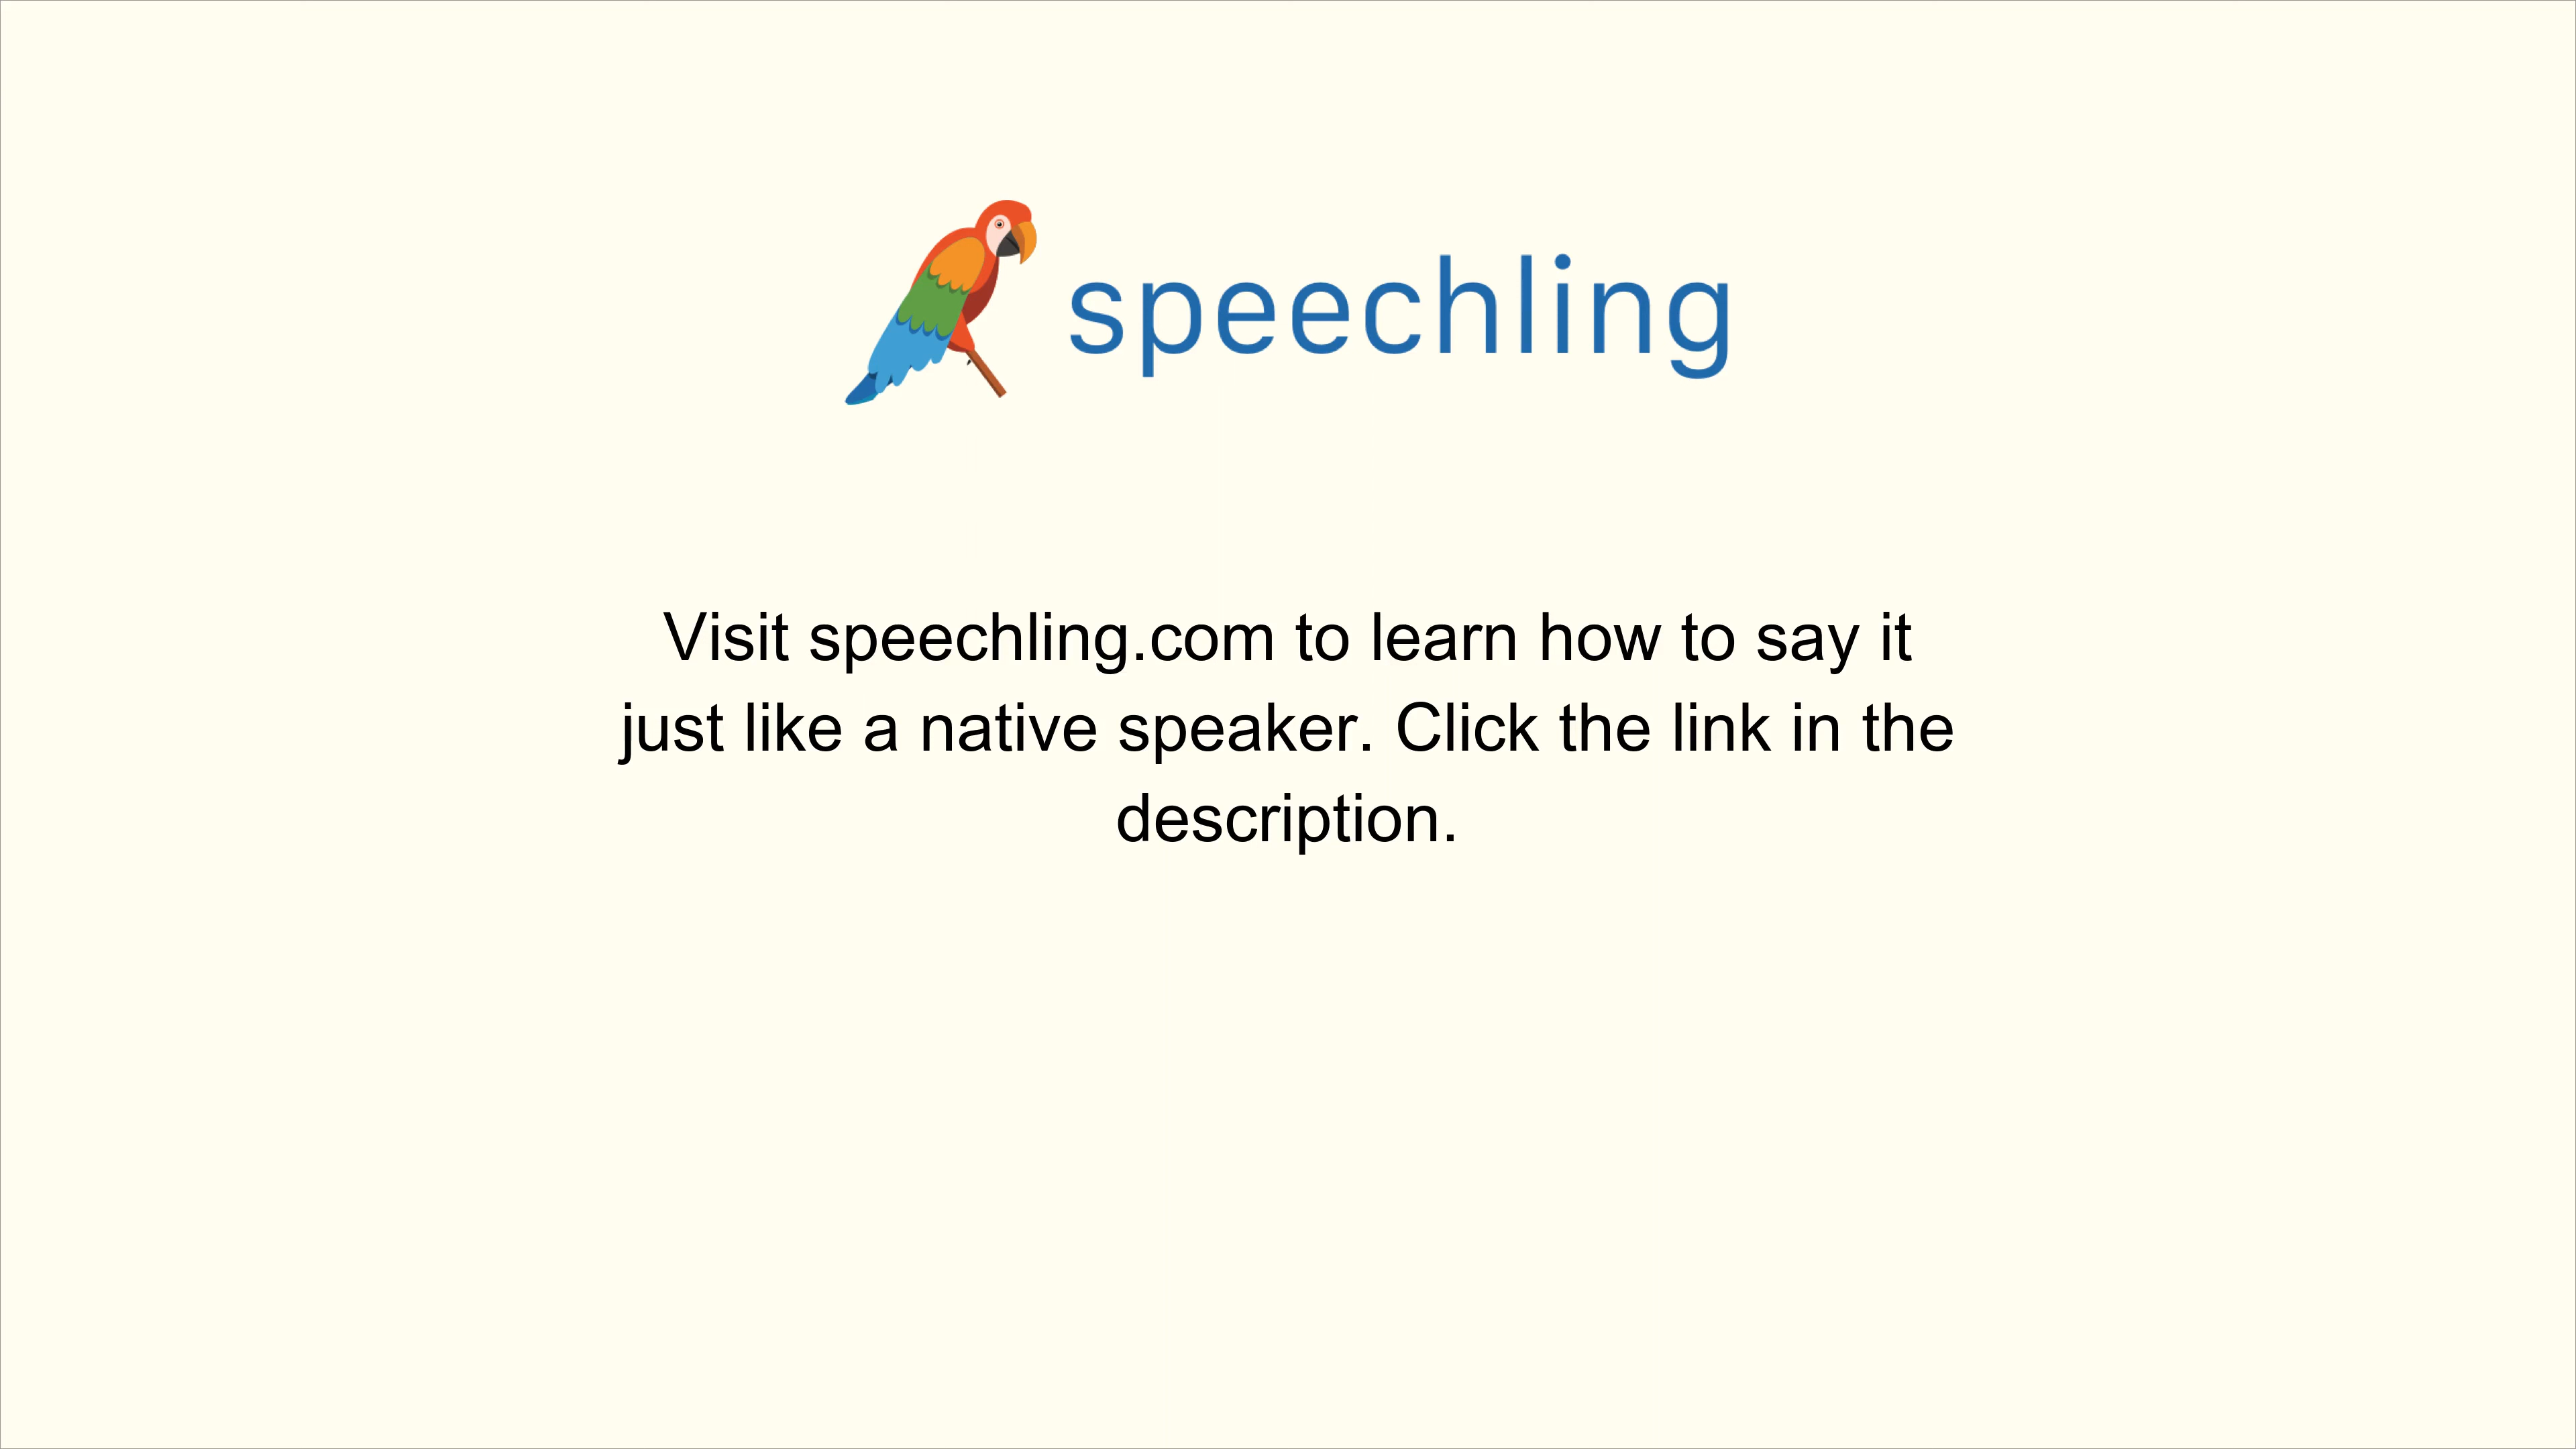 speechling
Visit speechling.com to learn how to say it
just like a native speaker. Click the link in the
description.